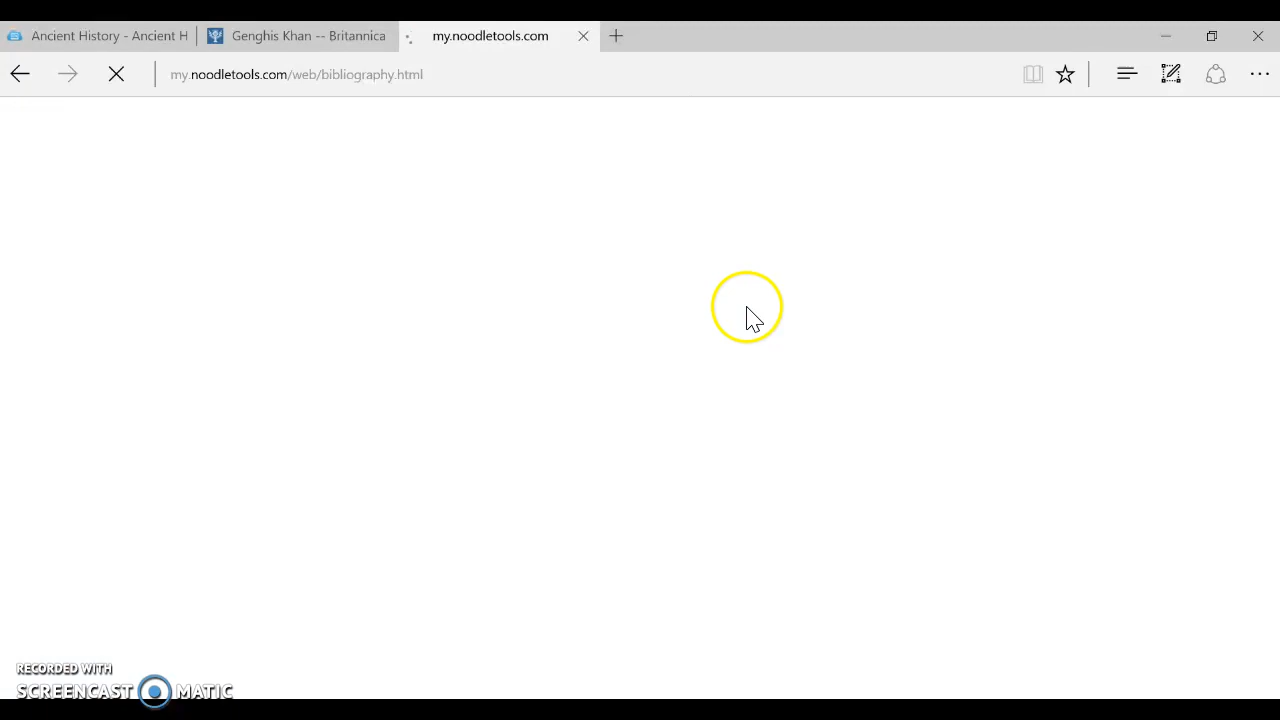 Ancient History - Ancient H
Genghis Khan -- Britannica
my.noodletools.com
my.noodletools.com/web/bibliography.html
RECORDED WITH
SCREENCAST MATIC